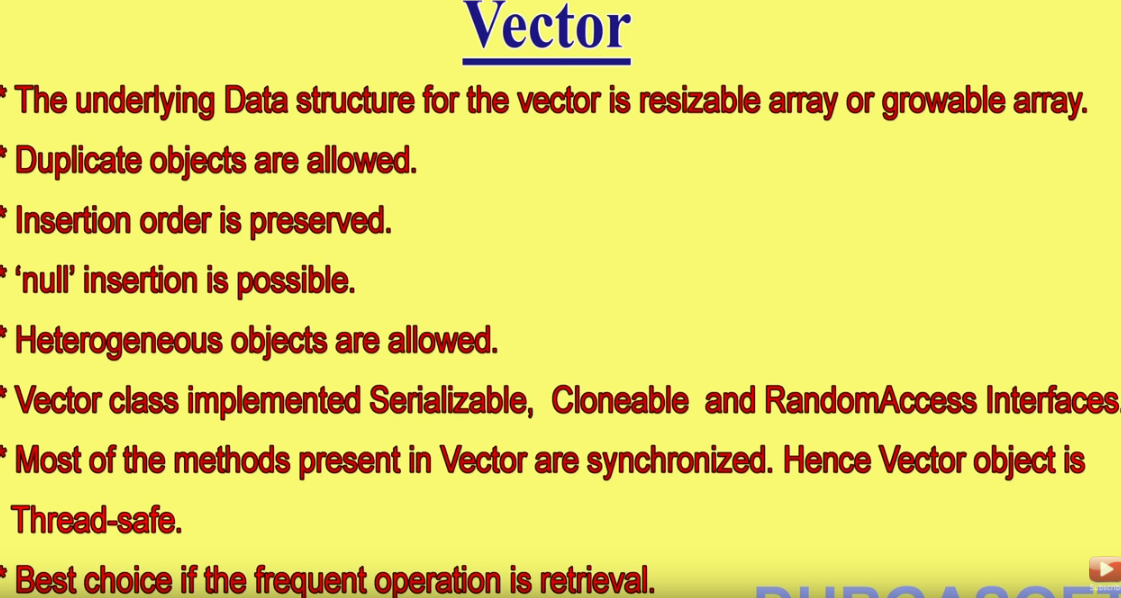 Vector
* The underlying Data structure for the vector is resizable array or growable array.
* Duplicate objects are allowed.
* Insertion order is preserved.
* ‘null’ insertion is possible.
* Heterogeneous objects are allowed.
* Vector class implemented Serializable, Cloneable and RandomAccess Interfaces.
* Most of the methods present in Vector are synchronized. Hence Vector object is
Thread-safe.
* Best choice if the frequent operation is retrieval.